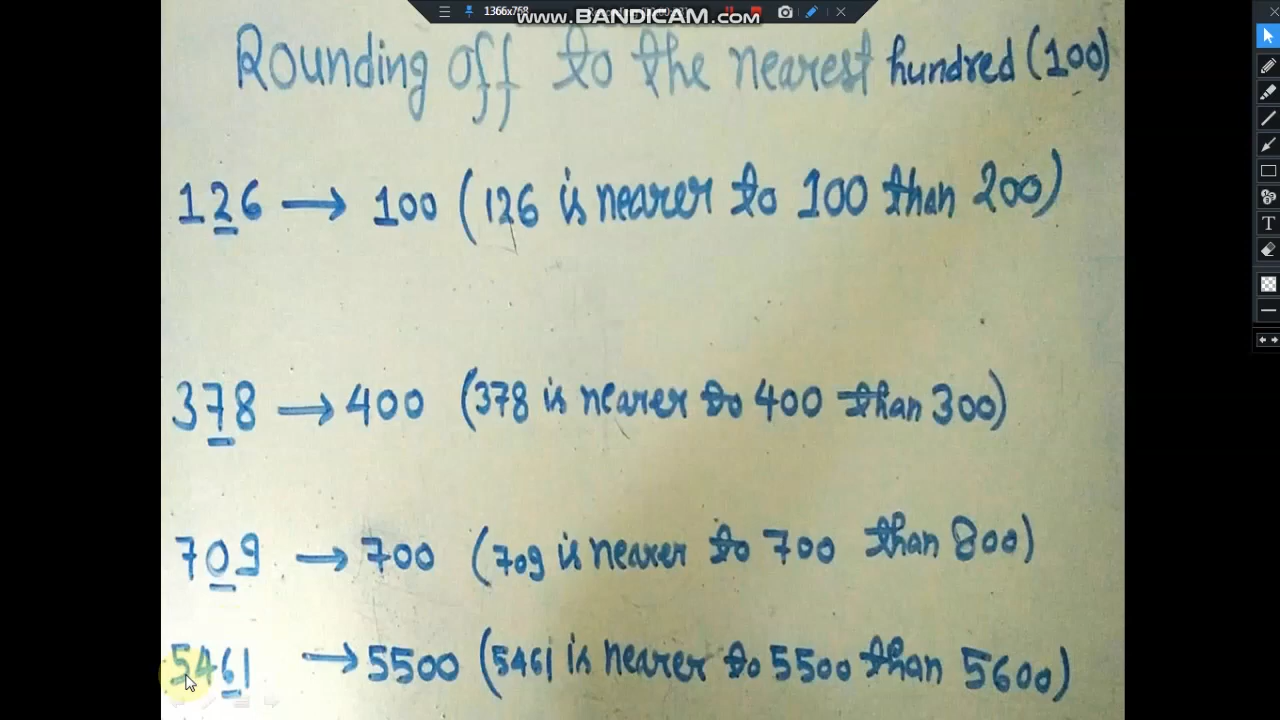 1366x768
www.BANDICAM.com
Rounding off to the nearest hundred (100)
126 → 100 (126 is nearer to 100 than 200)
378 → 400 (378 is nearer to 400 than 300)
709 → 700 (709 is nearer to 700 than 800)
5461 → 5500 (5461 is nearer to 5500 than 5600)